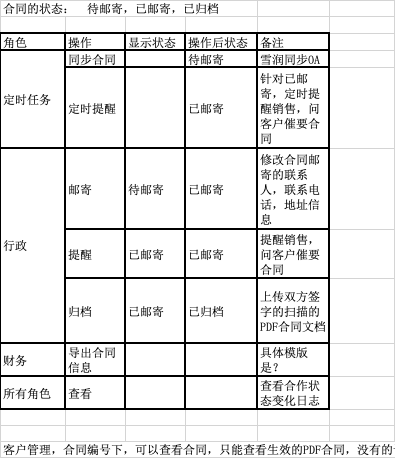 合同的状态： 待邮寄，已邮寄，已归档
角色 操作 显示状态 操作后状态 备注
定时任务 同步合同 待邮寄 雪润同步OA
定时提醒 已邮寄 针对已邮
寄，定时提
醒销售，问
客户催要合
同
行政 邮寄 待邮寄 已邮寄 修改合同邮
寄的联系
人，联系电
话，地址信
息
提醒 已邮寄 已邮寄 提醒销售，
问客户催要
合同
归档 已邮寄 已归档 上传双方签
字的扫描的
PDF合同文档
财务 导出合同
信息 具体模版
是？
所有角色 查看 查看合作状
态变化日志
客户管理，合同编号下，可以查看合同，只能查看生效的PDF合同，没有的